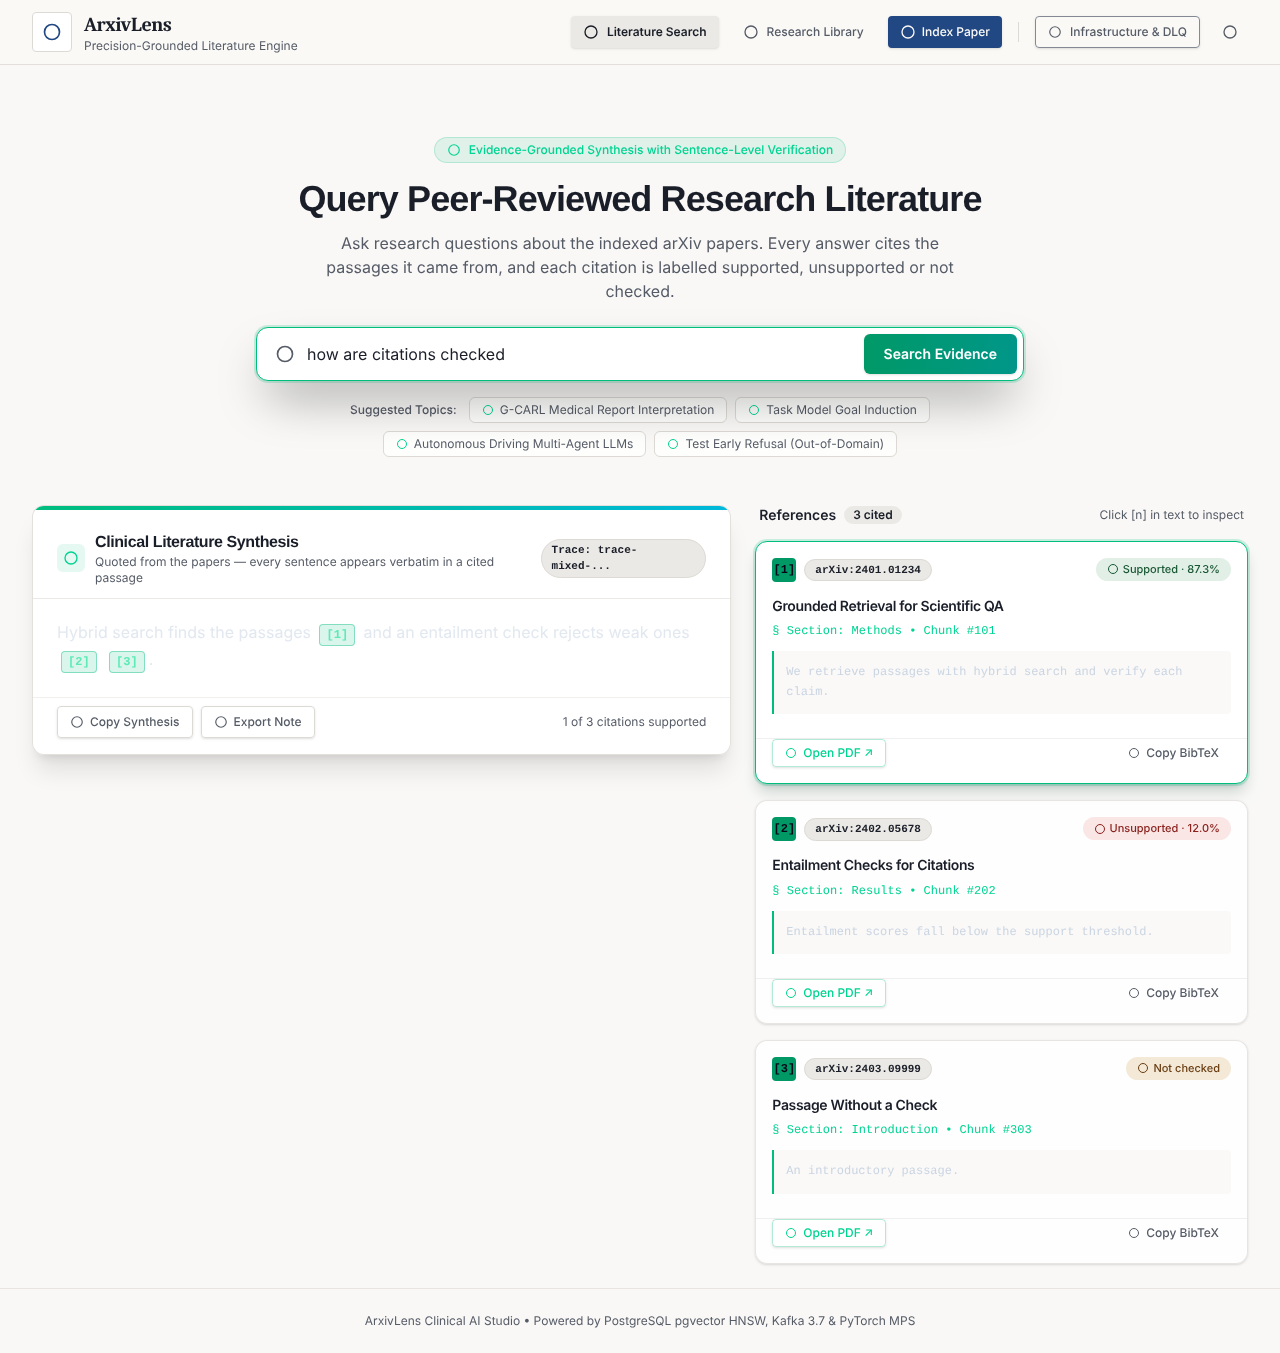 ArxivLens
Precision-Grounded Literature Engine
Literature Search
Research Library
Index Paper
Infrastructure & DLQ
Evidence-Grounded Synthesis with Sentence-Level Verification
Query Peer-Reviewed Research Literature
Ask research questions about the indexed arXiv papers. Every answer cites the
passages it came from, and each citation is labelled supported, unsupported or not
checked.
how are citations checked
Search Evidence
Suggested Topics:
G-CARL Medical Report Interpretation
Task Model Goal Induction
Autonomous Driving Multi-Agent LLMs
Test Early Refusal (Out-of-Domain)
Clinical Literature Synthesis
Quoted from the papers — every sentence appears verbatim in a cited
passage
Trace: trace-
mixed-...
Hybrid search finds the passages [1] and an entailment check rejects weak ones
[2] [3] .
Copy Synthesis
Export Note
1 of 3 citations supported
References
3 cited
Click [n] in text to inspect
[1]
arXiv:2401.01234
Supported · 87.3%
Grounded Retrieval for Scientific QA
§ Section: Methods • Chunk #101
We retrieve passages with hybrid search and verify each
claim.
Open PDF ↗
Copy BibTeX
[2]
arXiv:2402.05678
Unsupported · 12.0%
Entailment Checks for Citations
§ Section: Results • Chunk #202
Entailment scores fall below the support threshold.
Open PDF ↗
Copy BibTeX
[3]
arXiv:2403.09999
Not checked
Passage Without a Check
§ Section: Introduction • Chunk #303
An introductory passage.
Open PDF ↗
Copy BibTeX
ArxivLens Clinical AI Studio • Powered by PostgreSQL pgvector HNSW, Kafka 3.7 & PyTorch MPS